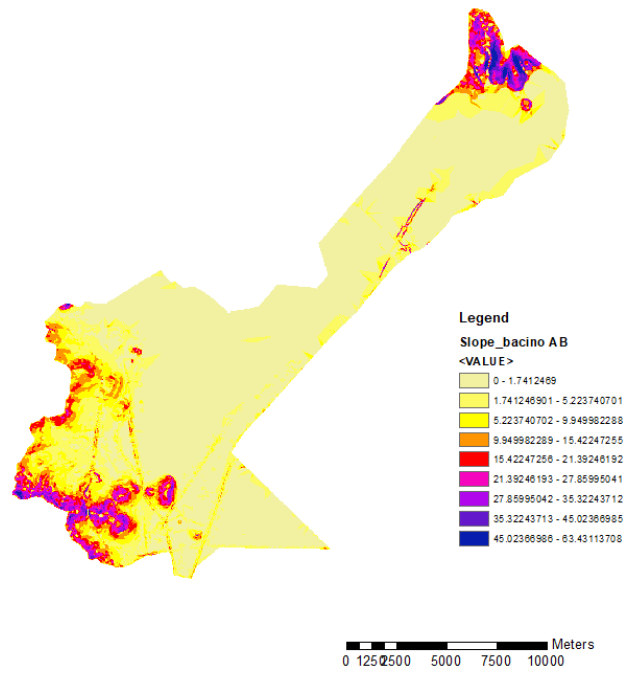 Legend
Slope_bacino AB
<VALUE>
0 - 1.7412469
1.741246901 - 5.223740701
5.223740702 - 9.949982288
9.949982289 - 15.42247255
15.42247256 - 21.39246192
21.39246193 - 27.85995041
27.85995042 - 35.32243712
35.32243713 - 45.02366985
45.02366986 - 63.43113708
Meters
0 1250 2500 5000 7500 10000